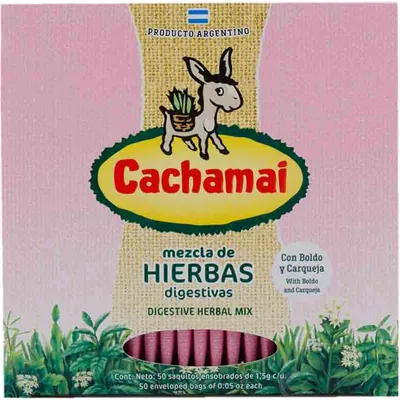 PRODUCTO ARGENTINO
Cachamai
mezcla de
HIERBAS
digestivas
DIGESTIVE HERBAL MIX
Con Boldo
y Carqueja
With Boldo
and Carqueja
Cont. Neto: 50 saquitos ensobrados de 1,5g c/u.
50 enveloped bags of 0.05 oz each